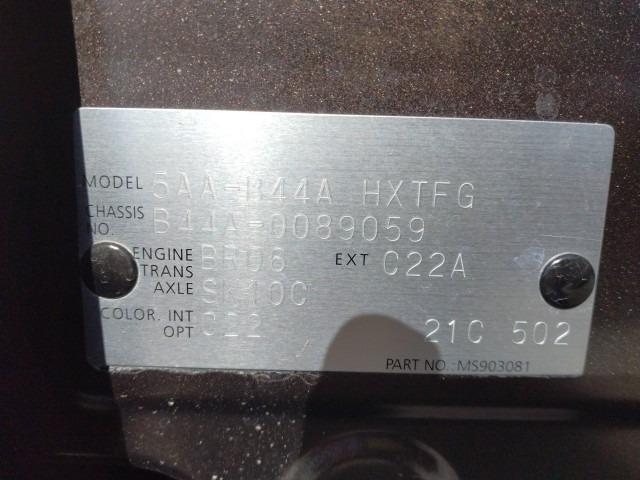 MODEL 5AA-B44A HXTFG
CHASSIS NO. B44A-0089059
ENGINE BR06 EXT C22A
TRANS AXLE
COLOR. INT C22
OPT 21C 502
PART NO.:MS903081